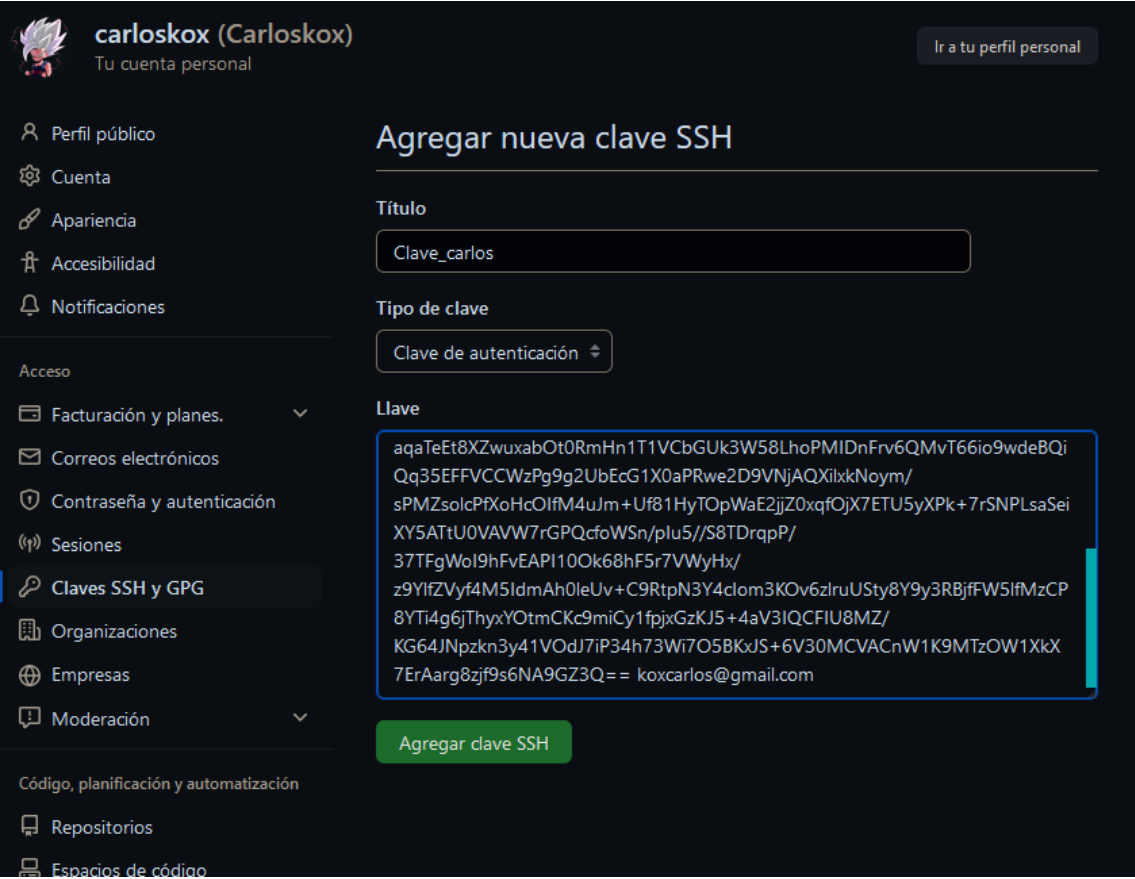 carloskox (Carloskox)
Tu cuenta personal
Ir a tu perfil personal
Perfil público
Cuenta
Apariencia
Accesibilidad
Notificaciones
Acceso
Facturación y planes.
Correos electrónicos
Contraseña y autenticación
Sesiones
Claves SSH y GPG
Organizaciones
Empresas
Moderación
Código, planificación y automatización
Repositorios
Espacios de código
Agregar nueva clave SSH
Título
Clave_carlos
Tipo de clave
Clave de autenticación
Llave
aqaTeEt8XZwuxabOt0RmHn1T1VCbGUk3W58LhoPMIDnFrv6QMvT66io9wdeBQi
Qq35EFFVCCWzPg9g2UbEcG1X0aPRwe2D9VNjAQXilxkNoym/
sPMZsolcPfXoHcOIfM4uJm+Uf81HyTOpWaE2jjZ0xqfOjX7ETU5yXPk+7rSNPLsaSei
XY5ATtU0VAVW7rGPQcfoWSn/pIu5//S8TDrqpP/
37TFgWoI9hFvEAPI10Ok68hF5r7VWyHx/
z9YlfZVyf4M5IdmAh0leUv+C9RtpN3Y4clom3KOv6zlruUSty8Y9y3RBjfFW5lfMzCP
8YTi4g6jThyxYOtmCKc9miCy1fpjxGzKJ5+4aV3IQCFIU8MZ/
KG64JNpzkn3y41VOdJ7iP34h73Wi7O5BKxJS+6V30MCVACnW1K9MTzOW1XkX
7ErAarg8zjf9s6NA9GZ3Q== koxcarlos@gmail.com
Agregar clave SSH